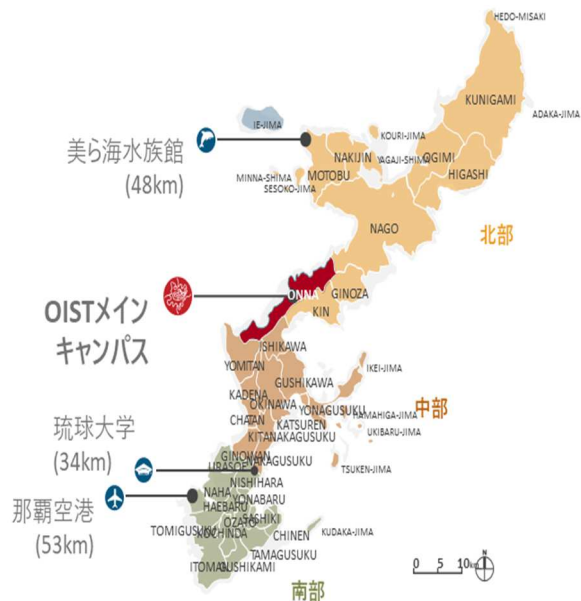 HEDO-MISAKI
KUNIGAMI
ADAKA-JIMA
IE-JIMA
KOURI-JIMA
美ら海水族館
(48km)
NAKIJIN
YAGAJI-SHIMA
OGIMI
MINNA-SHIMA
MOTOBU
HIGASHI
SESOKO-JIMA
NAGO
北部
ONNA
GINOZA
OISTメイン
キャンパス
KIN
ISHIKAWA
YOMITAN
IKEI-JIMA
GUSHIKAWA
KADENA
OKINAWA
YONAGUSUKU
HAMAHIGA-JIMA
中部
CHATAN
KATSUREN
UKIBARU-JIMA
琉球大学
(34km)
KITANAKAGUSUKU
GINOWAN
NAKAGUSUKU
URASOE
TSUKEN-JIMA
NISHIHARA
那覇空港
(53km)
NAHA
YONABARU
HAEBARU
OZATO
SASHIKI
TOMIGUSUKU
KOCHINDA
CHINEN
KUDAKA-JIMA
TAMAGUSUKU
ITOMAN
GUSHIKAMI
南部
0 5 10km
N